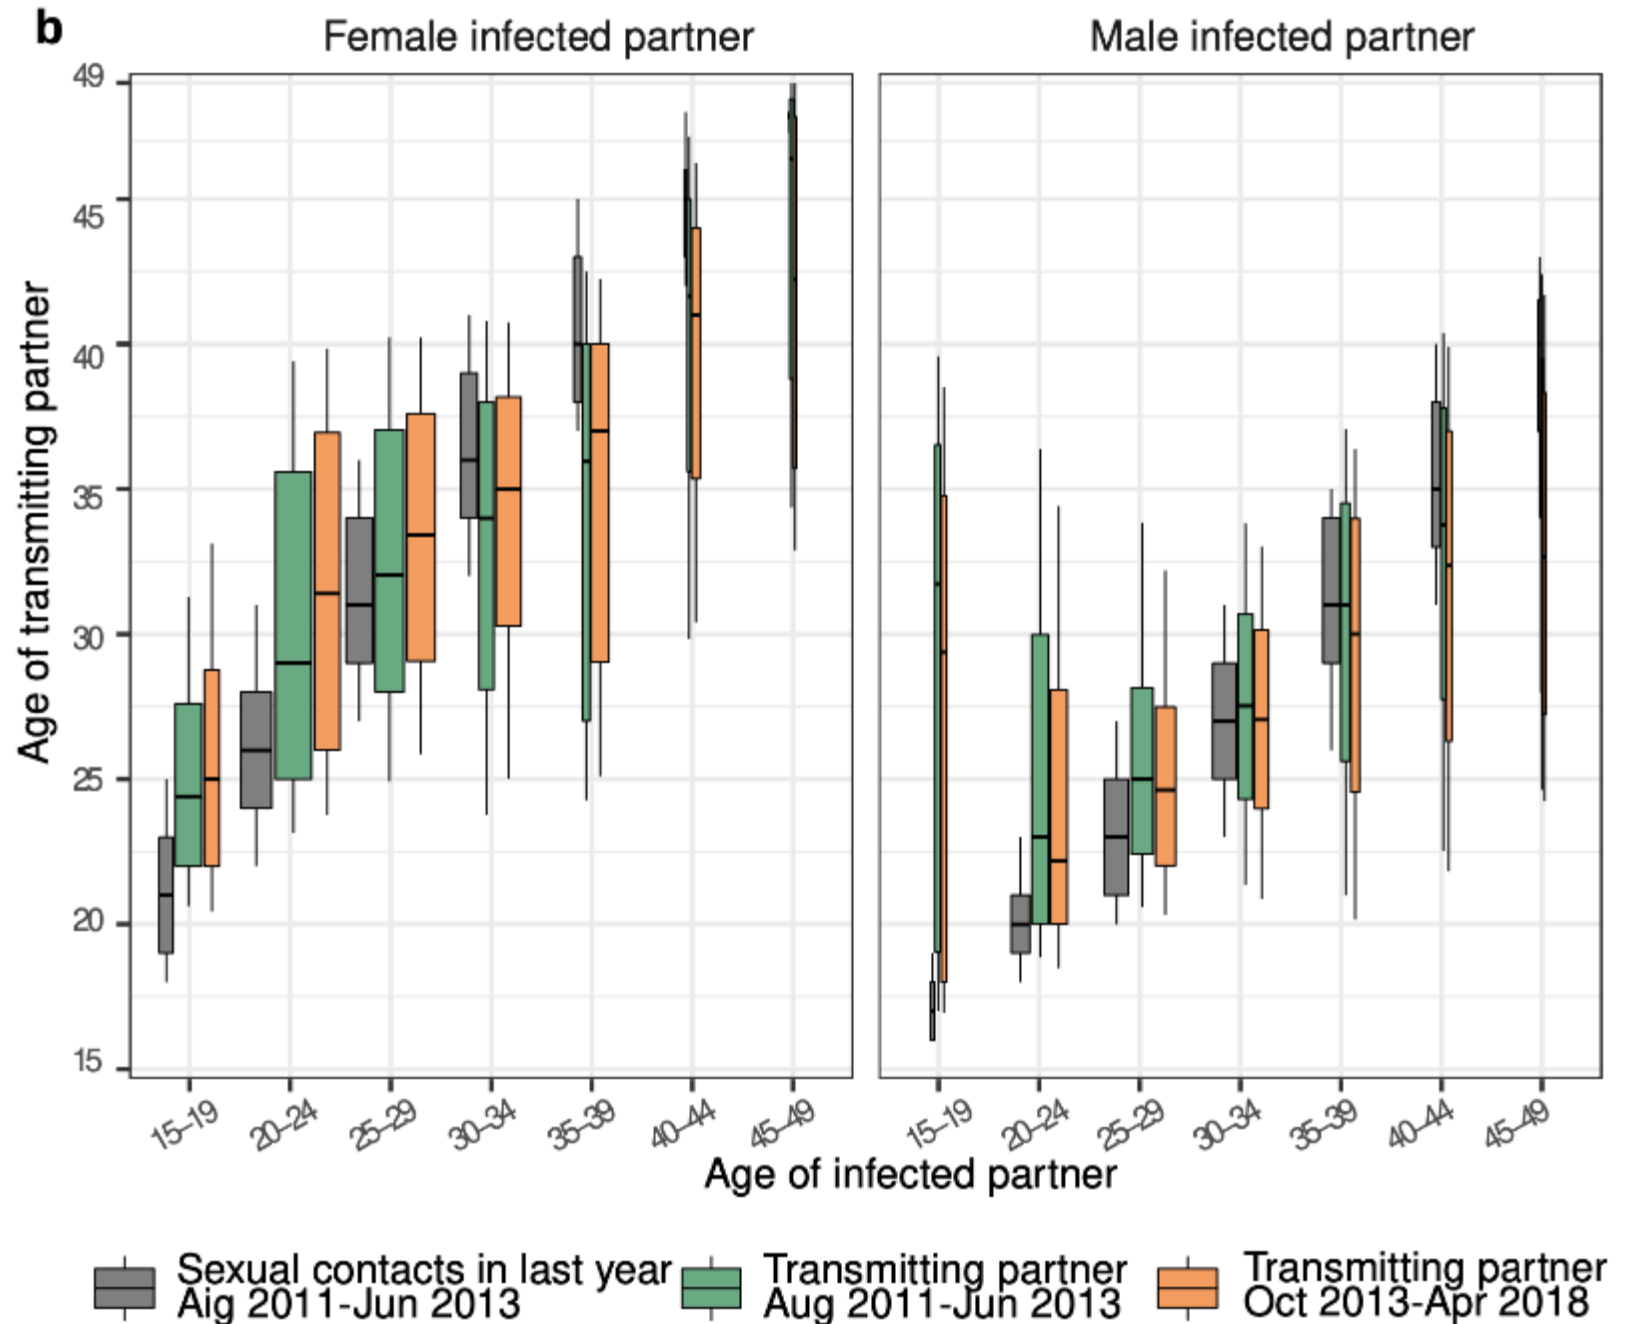 b
Female infected partner
Male infected partner
Age of transmitting partner
49
45
40
35
30
25
20
15
15–19
20–24
25–29
30–34
35–39
40–44
45–49
15–19
20–24
25–29
30–34
35–39
40–44
45–49
Age of infected partner
Sexual contacts in last year
Aig 2011-Jun 2013
Transmitting partner
Aug 2011-Jun 2013
Transmitting partner
Oct 2013-Apr 2018